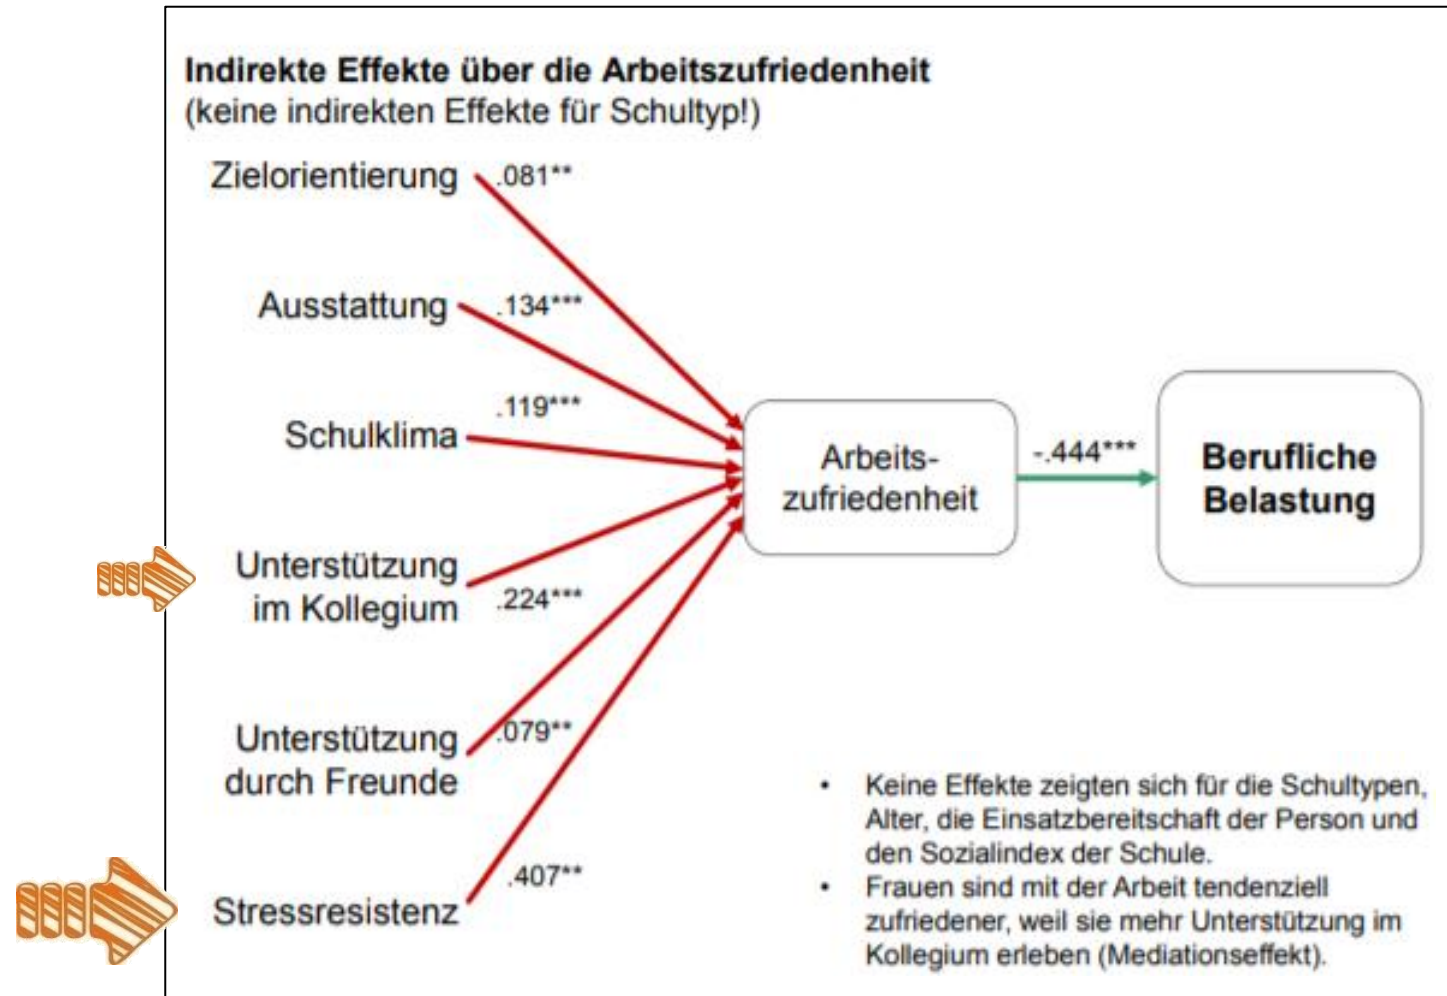 Indirekte Effekte über die Arbeitszufriedenheit
(keine indirekten Effekte für Schultyp!)
Zielorientierung
.081**
Ausstattung
.134***
Schulklima
.119***
Unterstützung
im Kollegium
.224***
Unterstützung
durch Freunde
.079**
Stressresistenz
.407**
Arbeits-
zufriedenheit
-.444***
Berufliche
Belastung
• Keine Effekte zeigten sich für die Schultypen,
Alter, die Einsatzbereitschaft der Person und
den Sozialindex der Schule.
• Frauen sind mit der Arbeit tendenziell
zufriedener, weil sie mehr Unterstützung im
Kollegium erleben (Mediationseffekt).